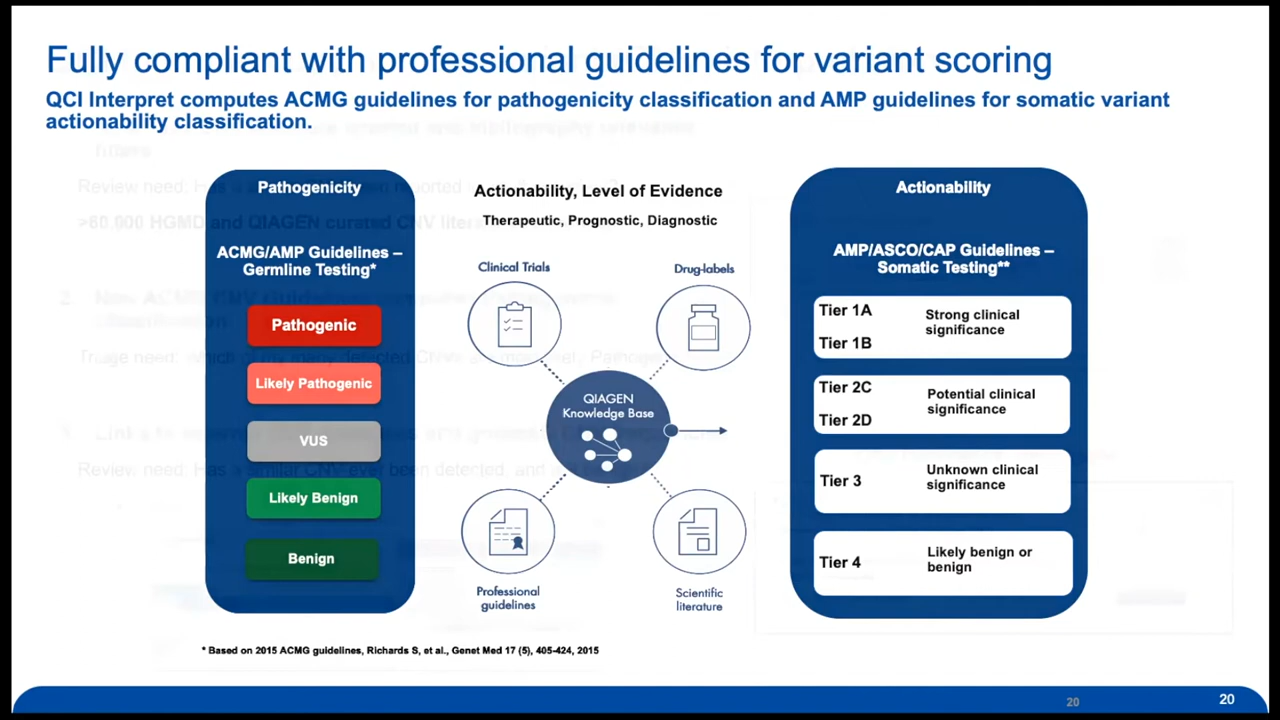 Fully compliant with professional guidelines for variant scoring
QCI Interpret computes ACMG guidelines for pathogenicity classification and AMP guidelines for somatic variant
actionability classification.
Pathogenicity
ACMG/AMP Guidelines –
Germline Testing*
Pathogenic
Likely Pathogenic
VUS
Likely Benign
Benign
Actionability, Level of Evidence
Therapeutic, Prognostic, Diagnostic
Clinical Trials
Drug-labels
QIAGEN
Knowledge Base
Professional
guidelines
Scientific
literature
Actionability
AMP/ASCO/CAP Guidelines –
Somatic Testing**
Tier 1A
Tier 1B
Strong clinical
significance
Tier 2C
Tier 2D
Potential clinical
significance
Tier 3
Unknown clinical
significance
Tier 4
Likely benign or
benign
* Based on 2015 ACMG guidelines, Richards S, et al., Genet Med 17 (5), 405-424, 2015
20
20